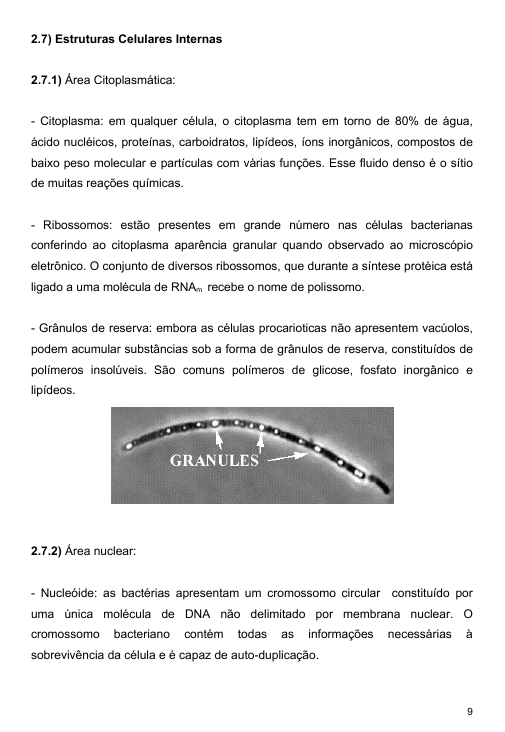 2.7) Estruturas Celulares Internas
2.7.1) Área Citoplasmática:
- Citoplasma: em qualquer célula, o citoplasma tem em torno de 80% de água,
ácido nucléicos, proteínas, carboidratos, lipídeos, íons inorgânicos, compostos de
baixo peso molecular e partículas com várias funções. Esse fluido denso é o sítio
de muitas reações químicas.
- Ribossomos: estão presentes em grande número nas células bacterianas
conferindo ao citoplasma aparência granular quando observado ao microscópio
eletrônico. O conjunto de diversos ribossomos, que durante a síntese protéica está
ligado a uma molécula de RNAm recebe o nome de polissomo.
- Grânulos de reserva: embora as células procarioticas não apresentem vacúolos,
podem acumular substâncias sob a forma de grânulos de reserva, constituídos de
polímeros insolúveis. São comuns polímeros de glicose, fosfato inorgânico e
lipídeos.
GRANULES
2.7.2) Área nuclear:
- Nucleóide: as bactérias apresentam um cromossomo circular constituído por
uma única molécula de DNA não delimitado por membrana nuclear. O
cromossomo bacteriano contém todas as informações necessárias à
sobrevivência da célula e é capaz de auto-duplicação.
9